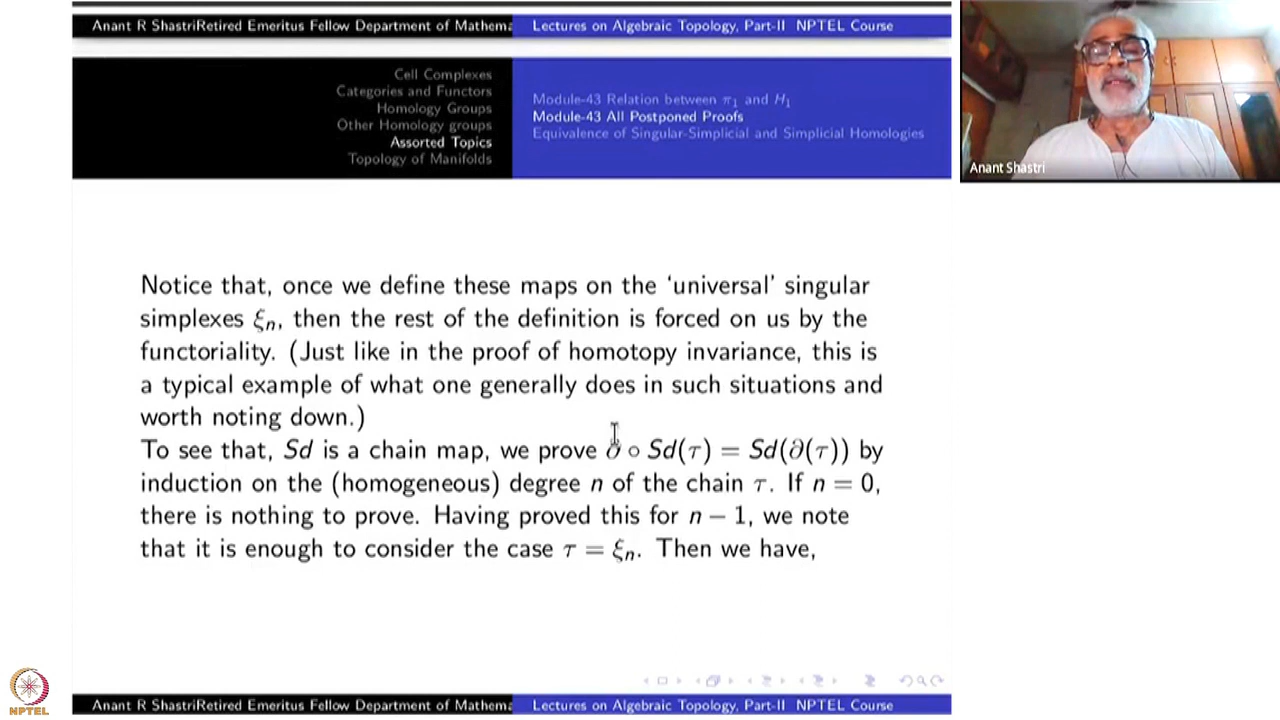 Anant R ShastriRetired Emeritus Fellow Department of Mathema
Lectures on Algebraic Topology, Part-II NPTEL Course
Cell Complexes
Categories and Functors
Homology Groups
Other Homology groups
Assorted Topics
Topology of Manifolds
Module-43 Relation between π₁ and H₁
Module-43 All Postponed Proofs
Equivalence of Singular-Simplicial and Simplicial Homologies
Anant Shastri
Notice that, once we define these maps on the ‘universal’ singular
simplexes ξₙ, then the rest of the definition is forced on us by the
functoriality. (Just like in the proof of homotopy invariance, this is
a typical example of what one generally does in such situations and
worth noting down.)
To see that, Sd is a chain map, we prove ∂ ∘ Sd(τ) = Sd(∂(τ)) by
induction on the (homogeneous) degree n of the chain τ. If n = 0,
there is nothing to prove. Having proved this for n − 1, we note
that it is enough to consider the case τ = ξₙ. Then we have,
NPTEL
Anant R ShastriRetired Emeritus Fellow Department of Mathema
Lectures on Algebraic Topology, Part-II NPTEL Course